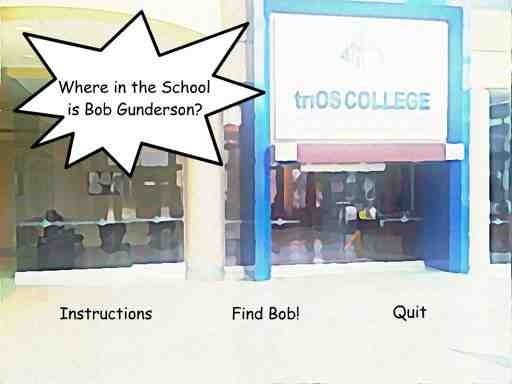 Where in the School
is Bob Gunderson?
triOS COLLEGE
Instructions
Find Bob!
Quit